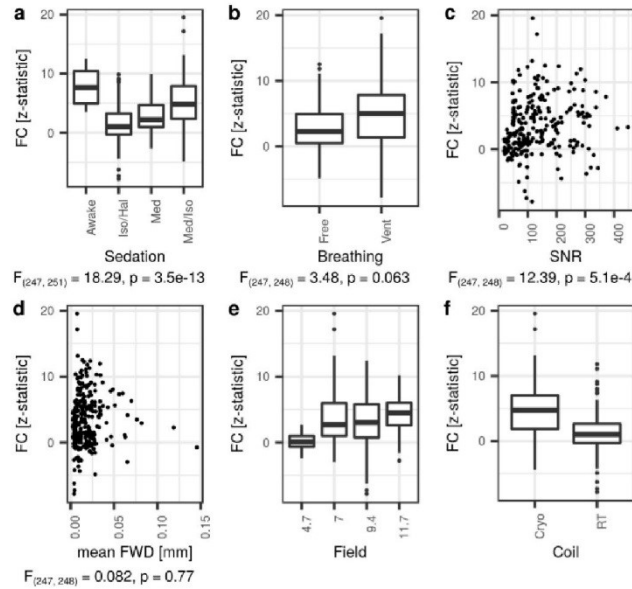 a
20
10
0
FC [z-statistic]
Awake
Iso/Hal
Med
Med/Iso
Sedation
F(247, 251) = 18.29, p = 3.5e-13
b
20
10
0
FC [z-statistic]
Free
Vent
Breathing
F(247, 248) = 3.48, p = 0.063
c
20
10
0
FC [z-statistic]
0 100 200 300 400
SNR
F(247, 248) = 12.39, p = 5.1e-4
d
20
10
0
FC [z-statistic]
0.00
0.05
0.10
0.15
mean FWD [mm]
F(247, 248) = 0.082, p = 0.77
e
20
10
0
FC [z-statistic]
4.7
7
9.4
11.7
Field
f
20
10
0
FC [z-statistic]
Cryo
RT
Coil